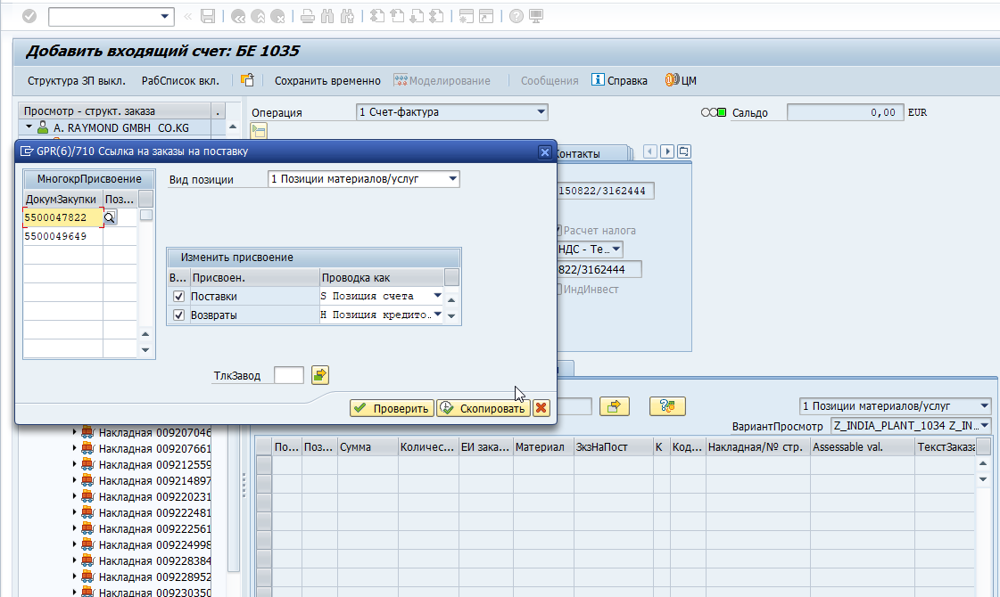 Добавить входящий счет: БЕ 1035
Структура ЗП выкл. РабСписок вкл. Сохранить временно Моделирование Сообщения Справка ЦМ
Просмотр - структ. заказа .
A. RAYMOND GMBH CO.KG
Операция 1 Счет-фактура Сальдо 0,00 EUR
GPR(6)/710 Ссылка на заказы на поставку
МногокрПрисвоение
ДокумЗакупки Поз...
5500047822
5500049649
Вид позиции 1 Позиции материалов/услуг
Изменить присвоение
В... Присвоен. Проводка как
Поставки S Позиция счета
Возвраты H Позиция кредито..
ТлкЗавод
Проверить Скопировать
Контакты
150822/3162444
Расчет налога
НДС - Те...
822/3162444
ИндИнвест
1 Позиции материалов/услуг
ВариантПросмотр Z_INDIA_PLANT_1034 Z_IN...
По... Поз... Сумма Количес... ЕИ зака... Материал ЗкзНаПост К Код... Накладная/№ стр. Assessable val. ТекстЗаказа
Накладная 009207046
Накладная 009207661
Накладная 009212559
Накладная 009214897
Накладная 009220231
Накладная 009222481
Накладная 009222561
Накладная 009224998
Накладная 009228384
Накладная 009228952
Накладная 009230350